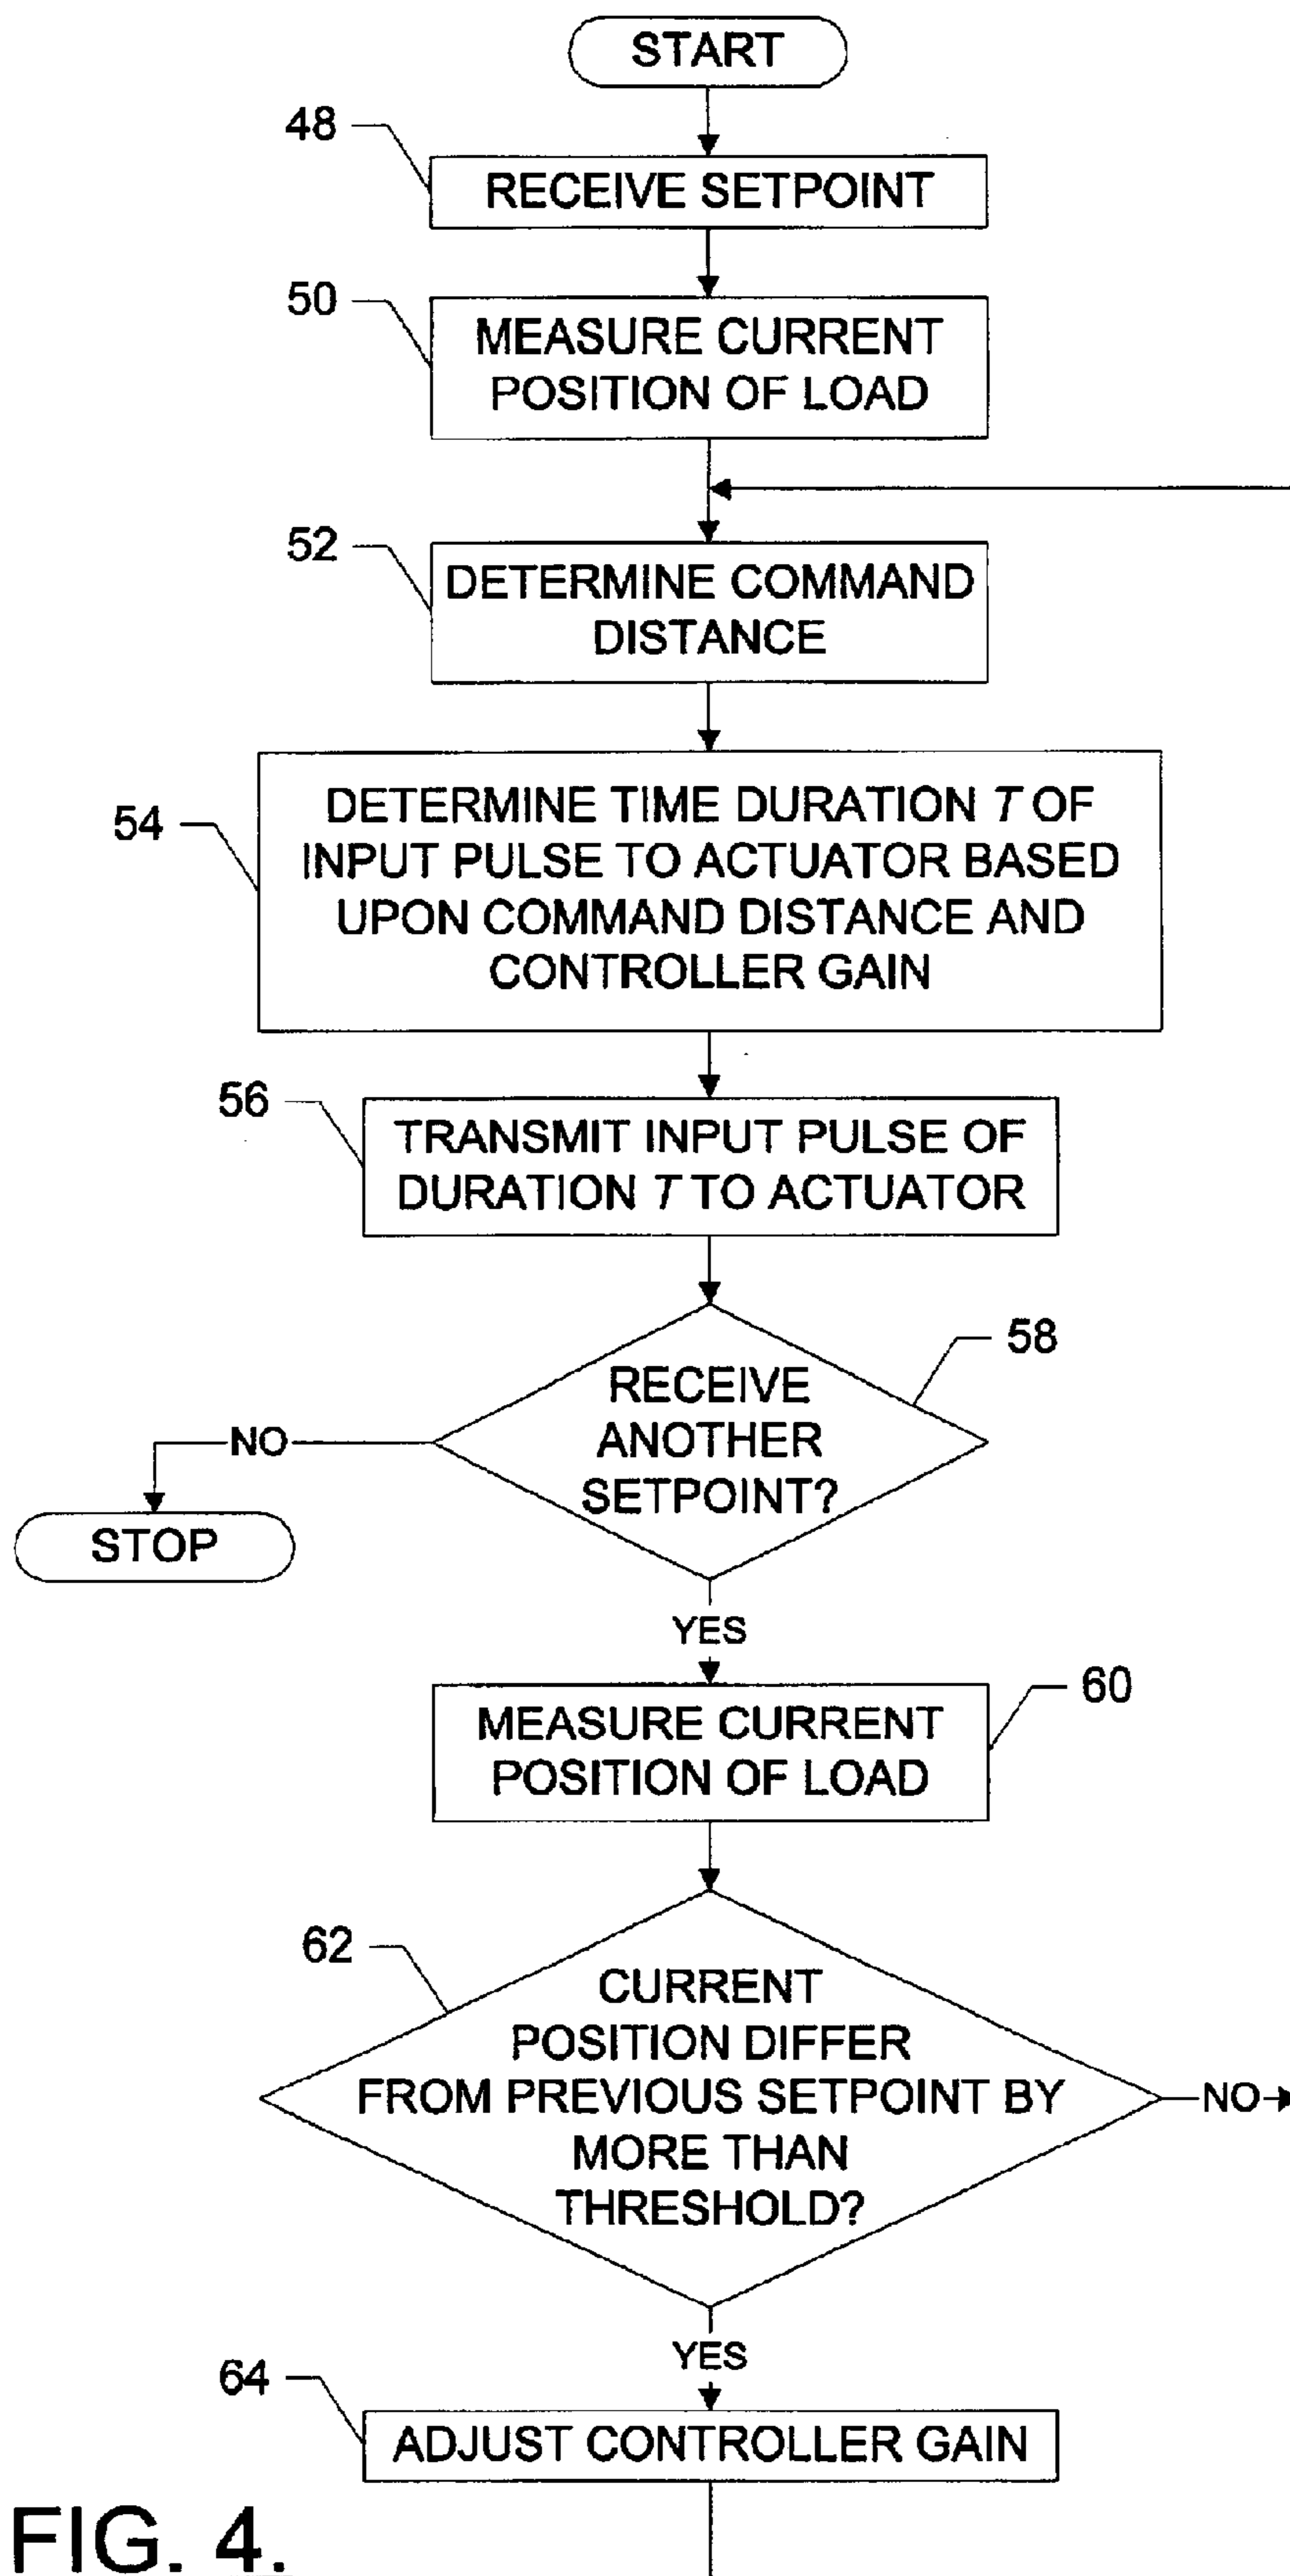 START
48
RECEIVE SETPOINT
50
MEASURE CURRENT
POSITION OF LOAD
52
DETERMINE COMMAND
DISTANCE
54
DETERMINE TIME DURATION T OF
INPUT PULSE TO ACTUATOR BASED
UPON COMMAND DISTANCE AND
CONTROLLER GAIN
56
TRANSMIT INPUT PULSE OF
DURATION T TO ACTUATOR
58
RECEIVE
ANOTHER
SETPOINT?
NO
STOP
YES
60
MEASURE CURRENT
POSITION OF LOAD
62
CURRENT
POSITION DIFFER
FROM PREVIOUS SETPOINT BY
MORE THAN
THRESHOLD?
NO
YES
64
ADJUST CONTROLLER GAIN
FIG. 4.